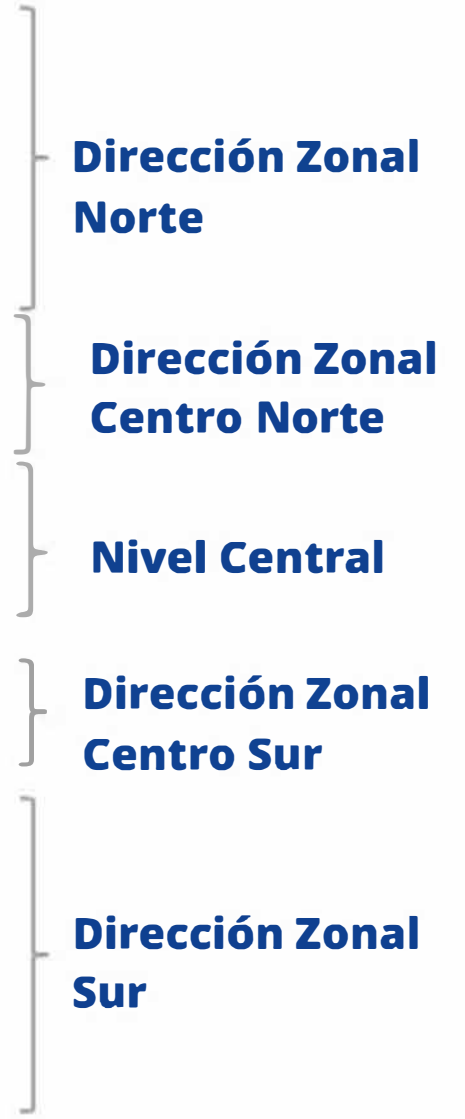 Dirección Zonal
Norte
Dirección Zonal
Centro Norte
Nivel Central
Dirección Zonal
Centro Sur
Dirección Zonal
Sur